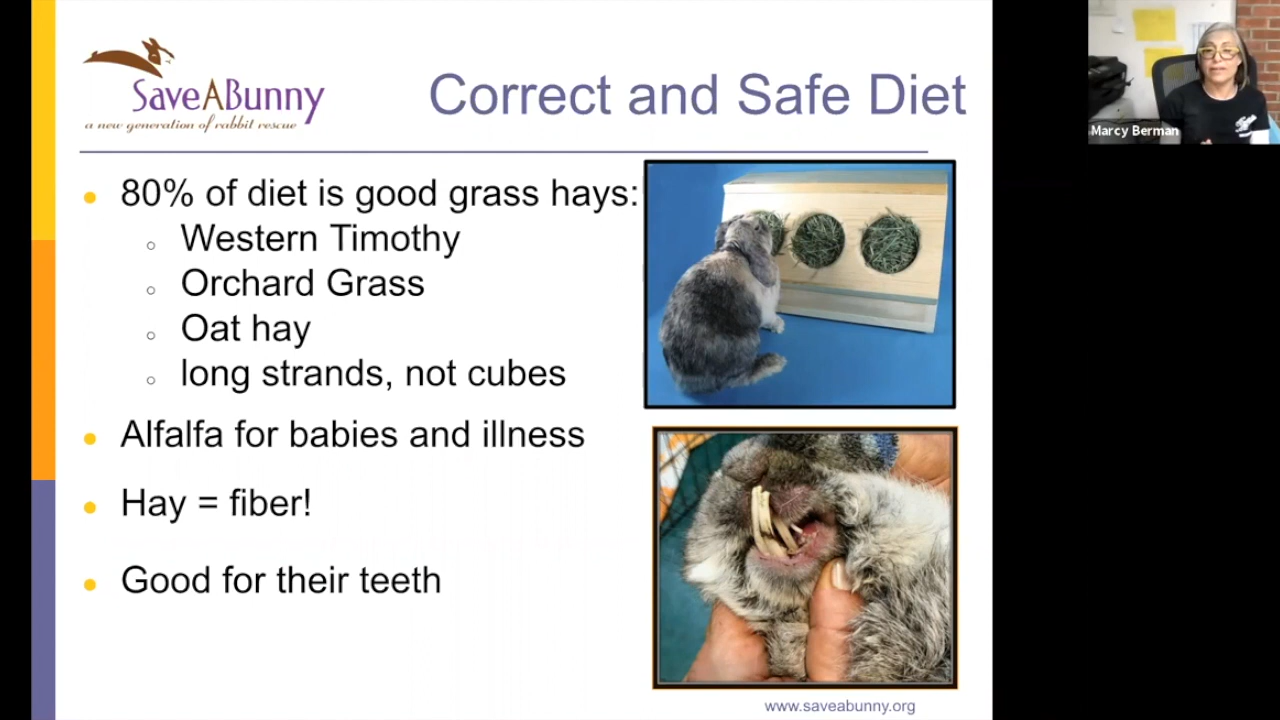 SaveABunny
a new generation of rabbit rescue
Correct and Safe Diet
80% of diet is good grass hays:
Western Timothy
Orchard Grass
Oat hay
long strands, not cubes
Alfalfa for babies and illness
Hay = fiber!
Good for their teeth
www.saveabunny.org
Marcy Berman